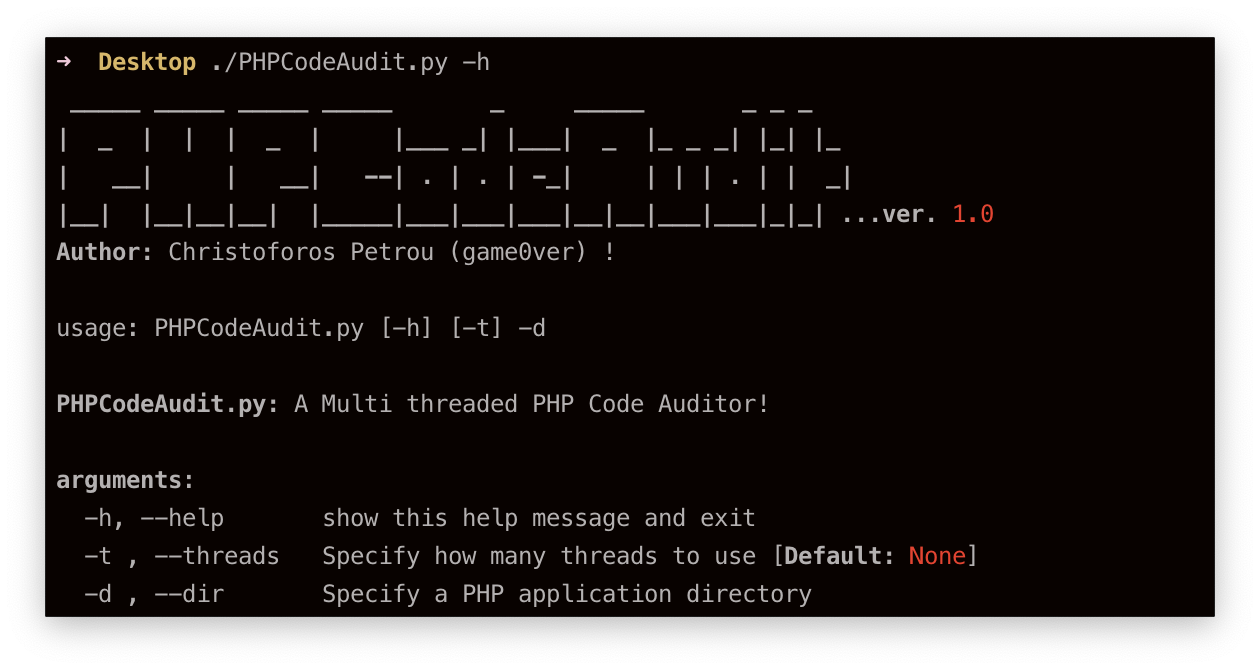 ➜  Desktop ./PHPCodeAudit.py -h
 _____ _____ _____ _____       _     _____       _ _ _
|  _  |  |  |  _  |     |___ _| |___|  _  |_ _ _| |_| |_
|   __|     |   __|   --| . | . | -_|     | | | . | |  _|
|__|  |__|__|__|  |_____|___|___|___|__|__|___|___|_|_| ...ver. 1.0
Author: Christoforos Petrou (game0ver) !
usage: PHPCodeAudit.py [-h] [-t] -d
PHPCodeAudit.py: A Multi threaded PHP Code Auditor!
arguments:
  -h, --help       show this help message and exit
  -t , --threads   Specify how many threads to use [Default: None]
  -d , --dir       Specify a PHP application directory